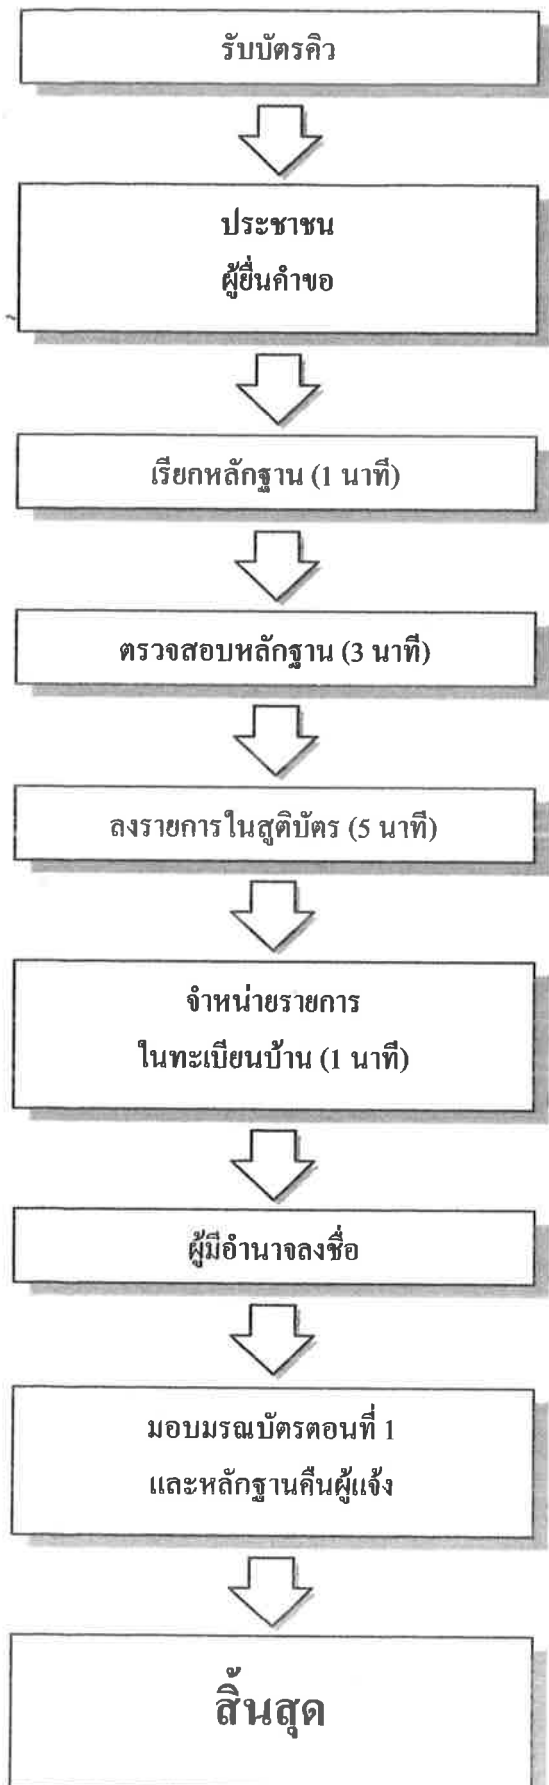 รับบัตรคิว
ประชาชน
ผู้ยื่นคำขอ
เรียกหลักฐาน (1 นาที)
ตรวจสอบหลักฐาน (3 นาที)
ลงรายการในสูติบัตร (5 นาที)
จำหน่ายรายการ
ในทะเบียนบ้าน (1 นาที)
ผู้มีอำนาจลงชื่อ
มอบมรณบัตรตอนที่ 1
และหลักฐานคืนผู้แจ้ง
สิ้นสุด